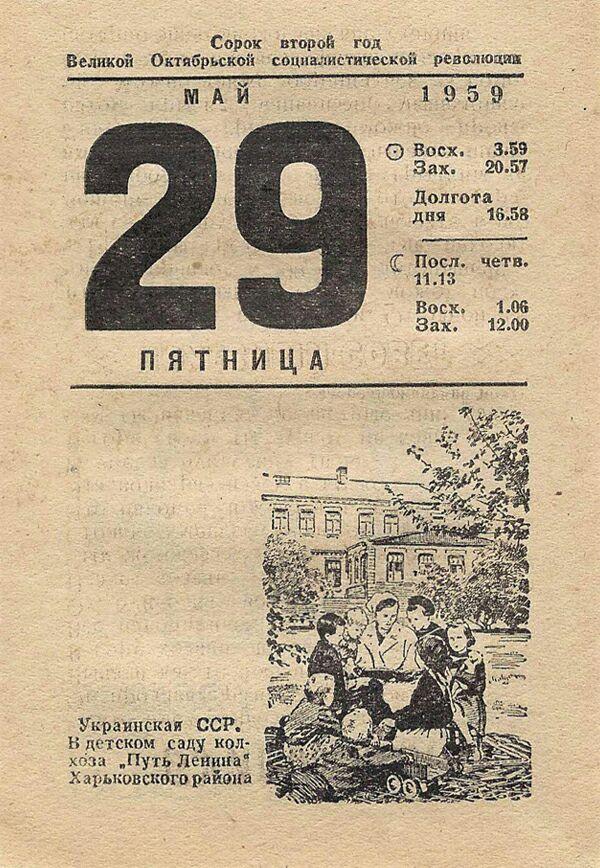 Сорок второй год
Великой Октябрьской социалистической революции
МАЙ 1959
29
Восх. 3.59
Зах. 20.57
Долгота
дня 16.58
Посл. четв.
11.13
Восх. 1.06
Зах. 12.00
ПЯТНИЦА
Украинская ССР.
В детском саду кол-
хоза „Путь Ленина“
Харьковского района